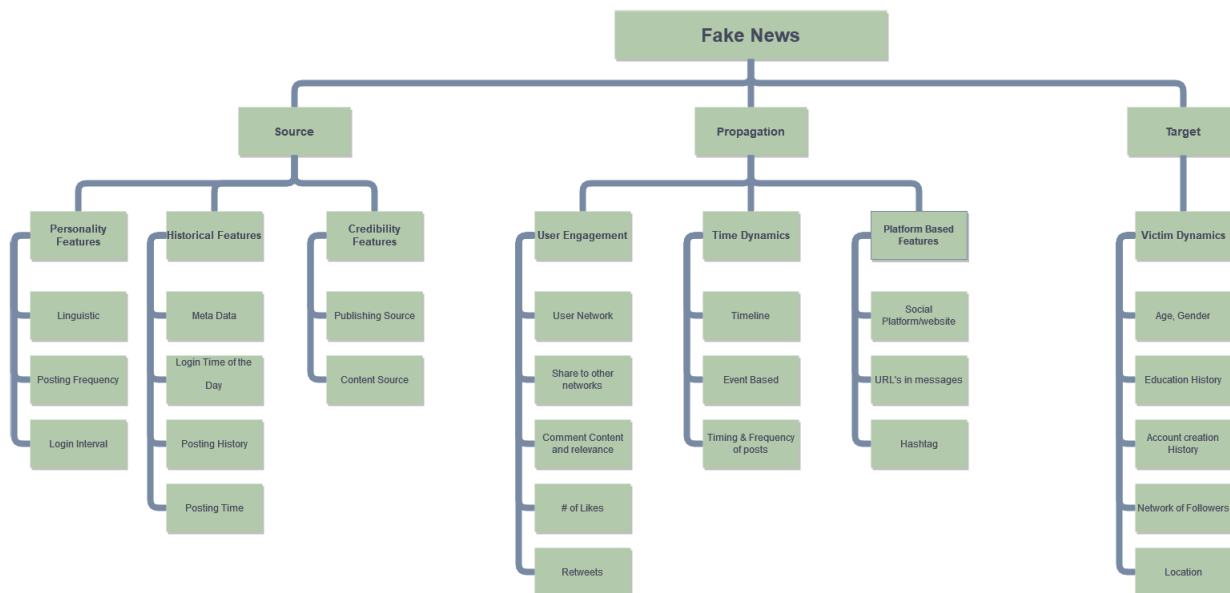 Fake News
Source
Propagation
Target
Personality
Features
Historical Features
Credibility
Features
User Engagement
Time Dynamics
Platform Based
Features
Victim Dynamics
Linguistic
Meta Data
Publishing Source
User Network
Timeline
Social
Platform/website
Age, Gender
Posting Frequency
Login Time of the
Day
Content Source
Share to other
networks
Event Based
URL's in messages
Education History
Login Interval
Posting History
Comment Content
and relevance
Timing & Frequency
of posts
Hashtag
Account creation
History
Posting Time
# of Likes
Network of Followers
Retweets
Location